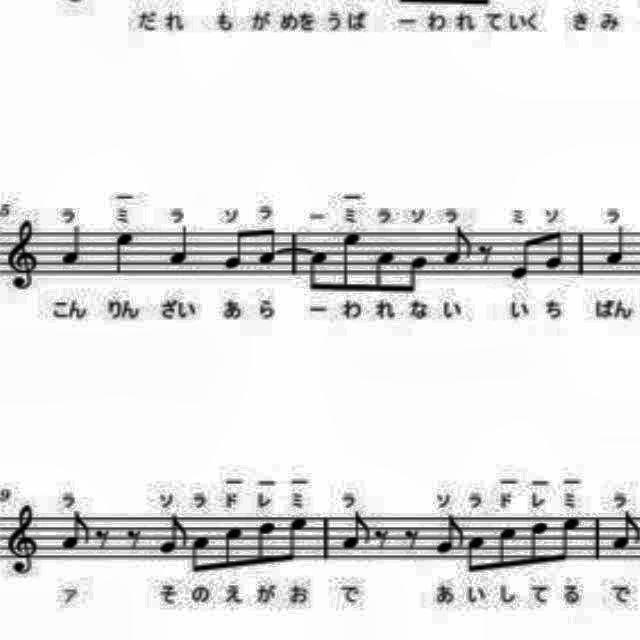 だれ もがめをうば ーわれていく きみ
5
ラ ミ ラ ソ ラ ー ミ ラ ソ ラ ミ ソ ラ
こん りん ざい あ ら ー わ れ な い い ち ばん
9
ラ ソ ラ ド レ ミ ラ ソ ラ ド レ ミ ラ
ァ そ の え が お で あ い し て る で